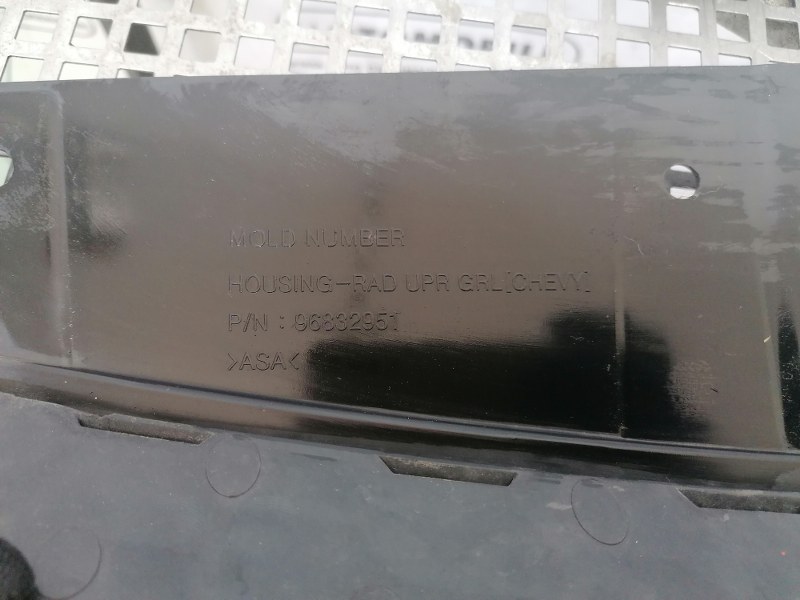 MOLD NUMBER
HOUSING-RAD UPR GRL[CHEVY]
P/N : 96832951
>ASA<